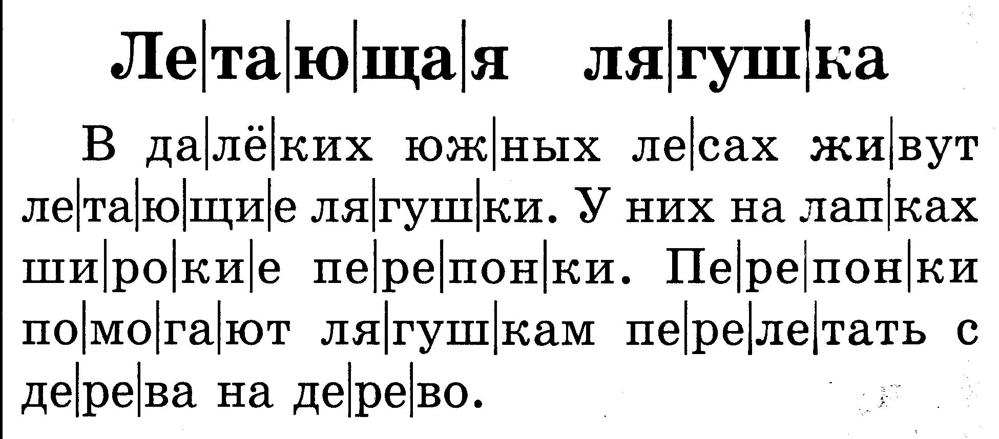 Ле|та|ю|ща|я ля|гуш|ка
В да|лё|ких юж|ных ле|сах жи|вут
ле|та|ю|щи|е ля|гуш|ки. У них на лап|ках
ши|ро|ки|е пе|ре|пон|ки. Пе|ре|пон|ки
по|мо|га|ют ля|гуш|кам пе|ре|ле|тать с
де|ре|ва на де|ре|во.